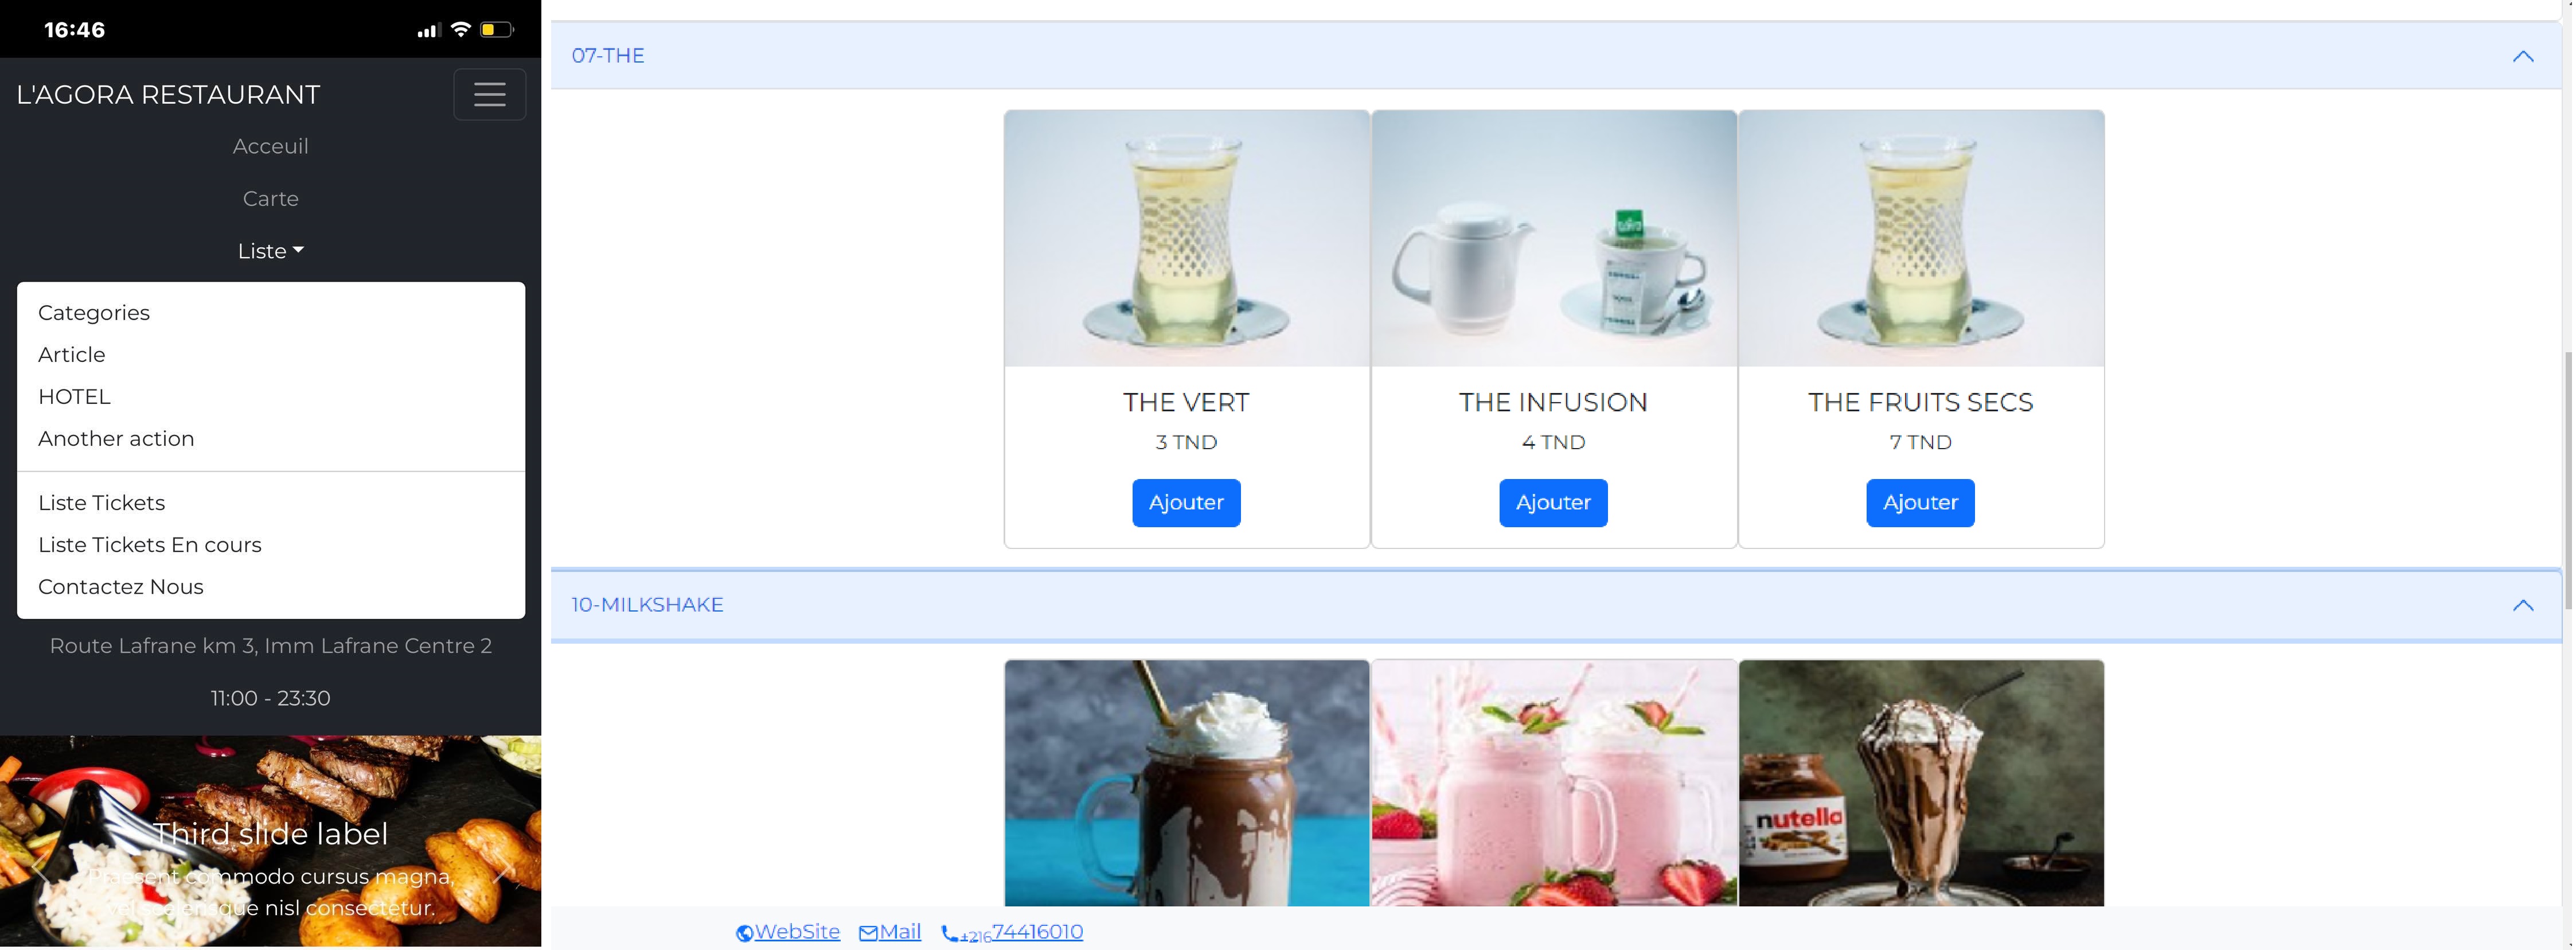 16:46
L'AGORA RESTAURANT
Acceuil
Carte
Liste
Categories
Article
HOTEL
Another action
Liste Tickets
Liste Tickets En cours
Contactez Nous
Route Lafrane km 3, Imm Lafrane Centre 2
11:00 - 23:30
Third slide label
Praesent commodo cursus magna,
vel scelerisque nisl consectetur.
07-THE
THE VERT
3 TND
Ajouter
THE INFUSION
4 TND
Ajouter
THE FRUITS SECS
7 TND
Ajouter
10-MILKSHAKE
nutella
WebSite Mail +21674416010